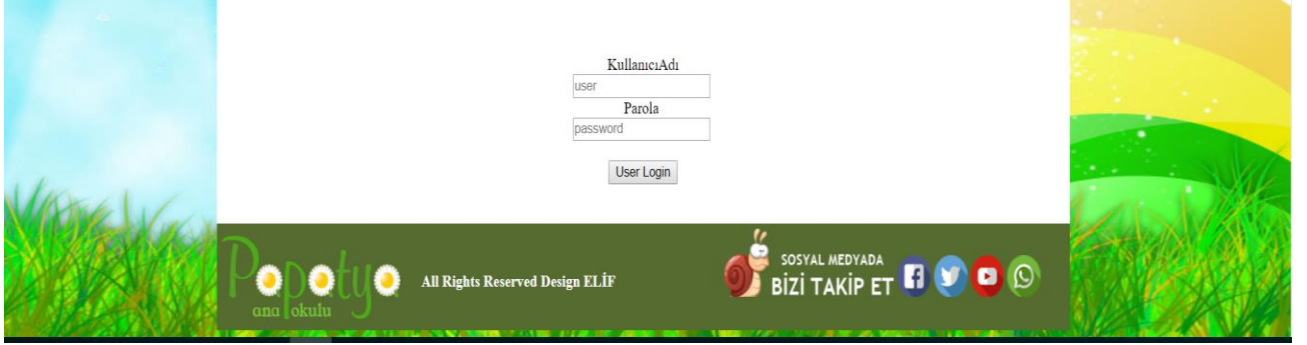 KullanıcıAdı
user
Parola
password
User Login
Papatya
ana okulu
All Rights Reserved Design ELİF
SOSYAL MEDYADA
BİZİ TAKİP ET